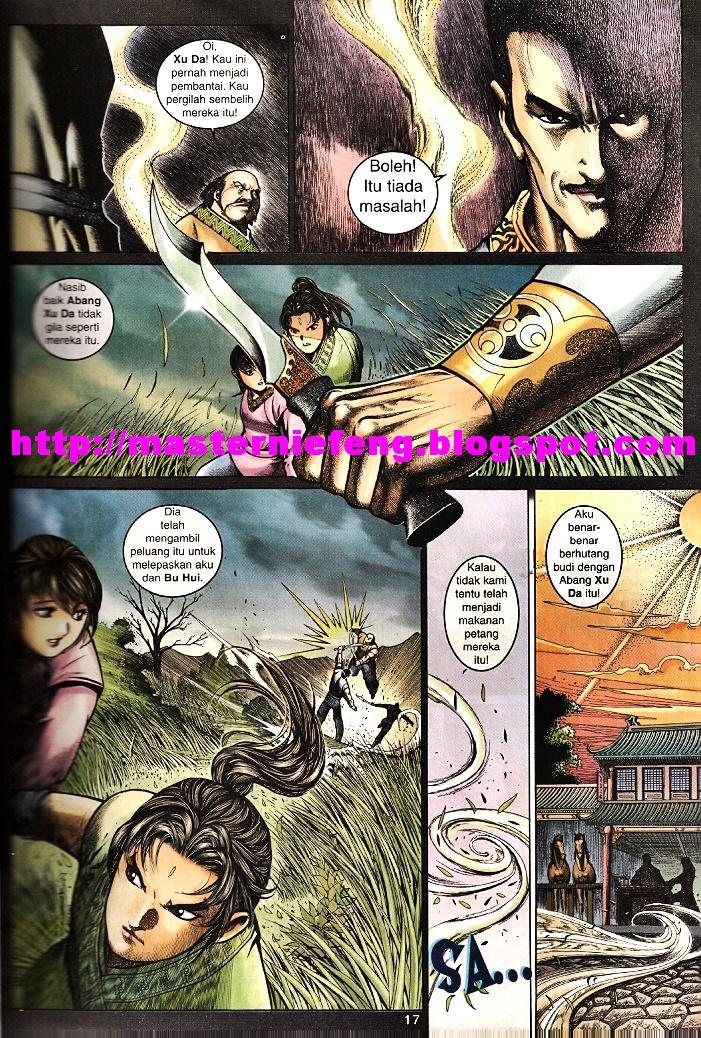 Oi,
Xu Da! Kau ini
pernah menjadi
pembantai. Kau
pergilah sembelih
mereka itu!
Boleh!
Itu tiada
masalah!
Nasib
baik Abang
Xu Da tidak
gila seperti
mereka itu.
http://masterniefeng.blogspot.com
Dia
telah
mengambil
peluang itu untuk
melepaskan aku
dan Bu Hui.
Kalau
tidak kami
tentu telah
menjadi
makanan
petang
mereka
itu!
Aku
benar-
benar
berhutang
budi dengan
Abang Xu
Da itu!
SA...
17